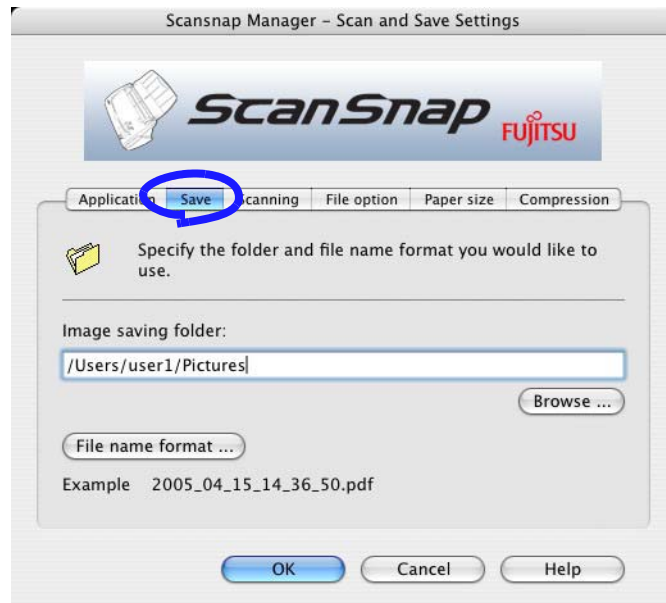 Scansnap Manager – Scan and Save Settings
ScanSnap FUJITSU
Application Save Scanning File option Paper size Compression
Specify the folder and file name format you would like to
use.
Image saving folder:
/Users/user1/Pictures
Browse ...
File name format ...
Example 2005_04_15_14_36_50.pdf
OK Cancel Help